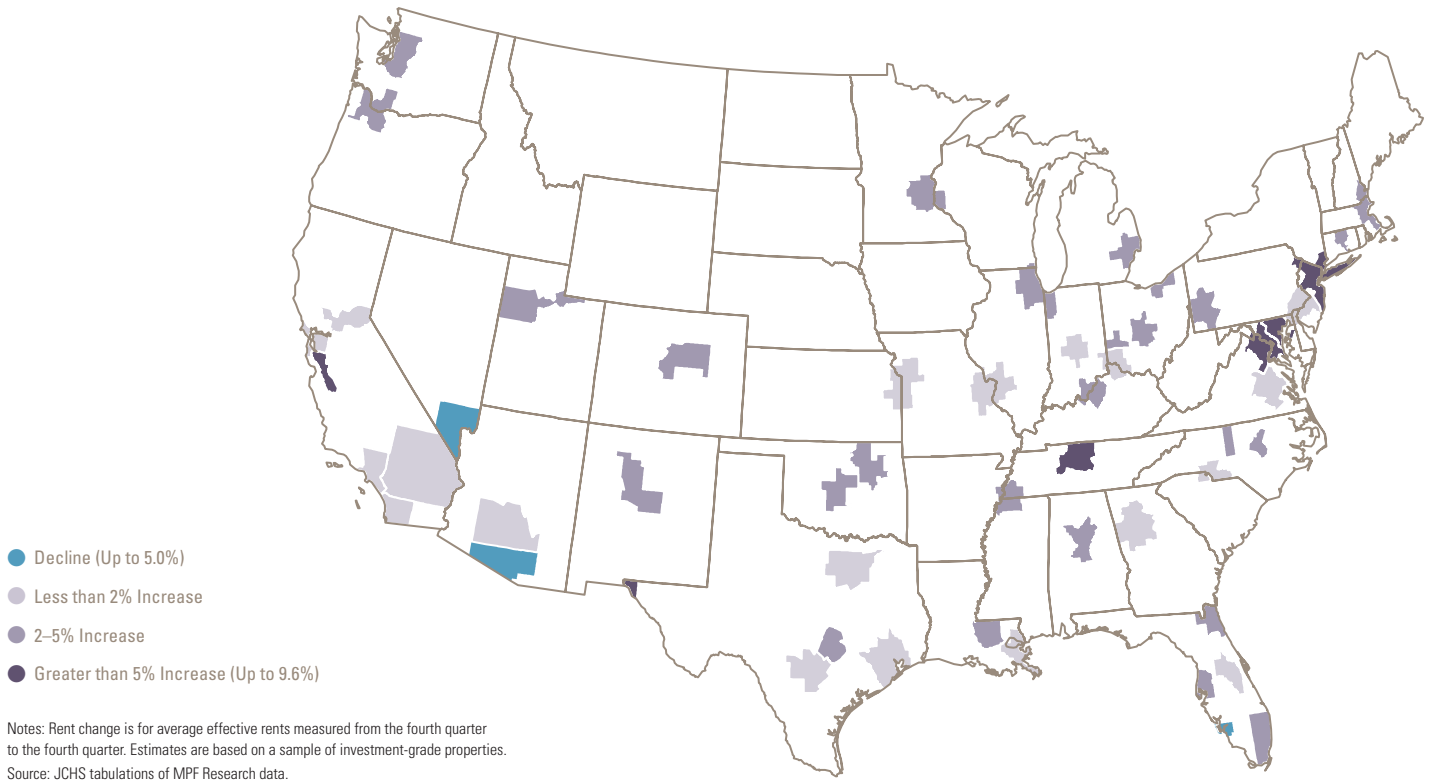 Decline (Up to 5.0%)
Less than 2% Increase
2–5% Increase
Greater than 5% Increase (Up to 9.6%)
Notes: Rent change is for average effective rents measured from the fourth quarter
to the fourth quarter. Estimates are based on a sample of investment-grade properties.
Source: JCHS tabulations of MPF Research data.